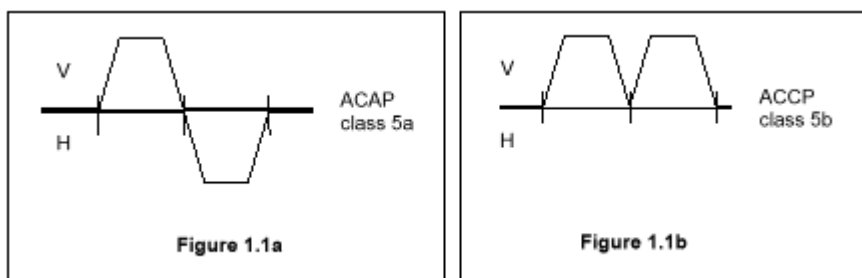 V
H
ACAP
class 5a
Figure 1.1a
V
H
ACCP
class 5b
Figure 1.1b